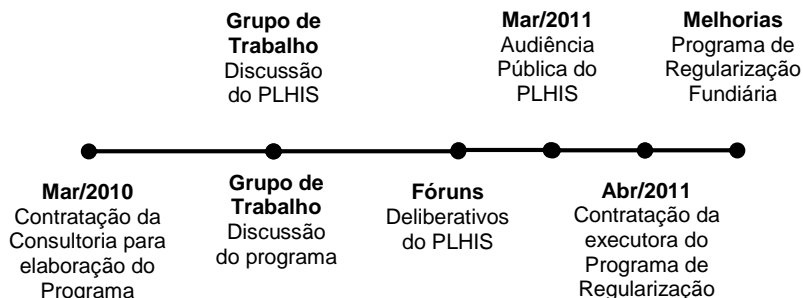 Grupo de
Trabalho
Discussão
do PLHIS
Mar/2011
Audiência
Pública do
PLHIS
Melhorias
Programa de
Regularização
Fundiária
Mar/2010
Contratação da
Consultoria para
elaboração do
Programa
Grupo de
Trabalho
Discussão
do programa
Fóruns
Deliberativos
do PLHIS
Abr/2011
Contratação da
executora do
Programa de
Regularização